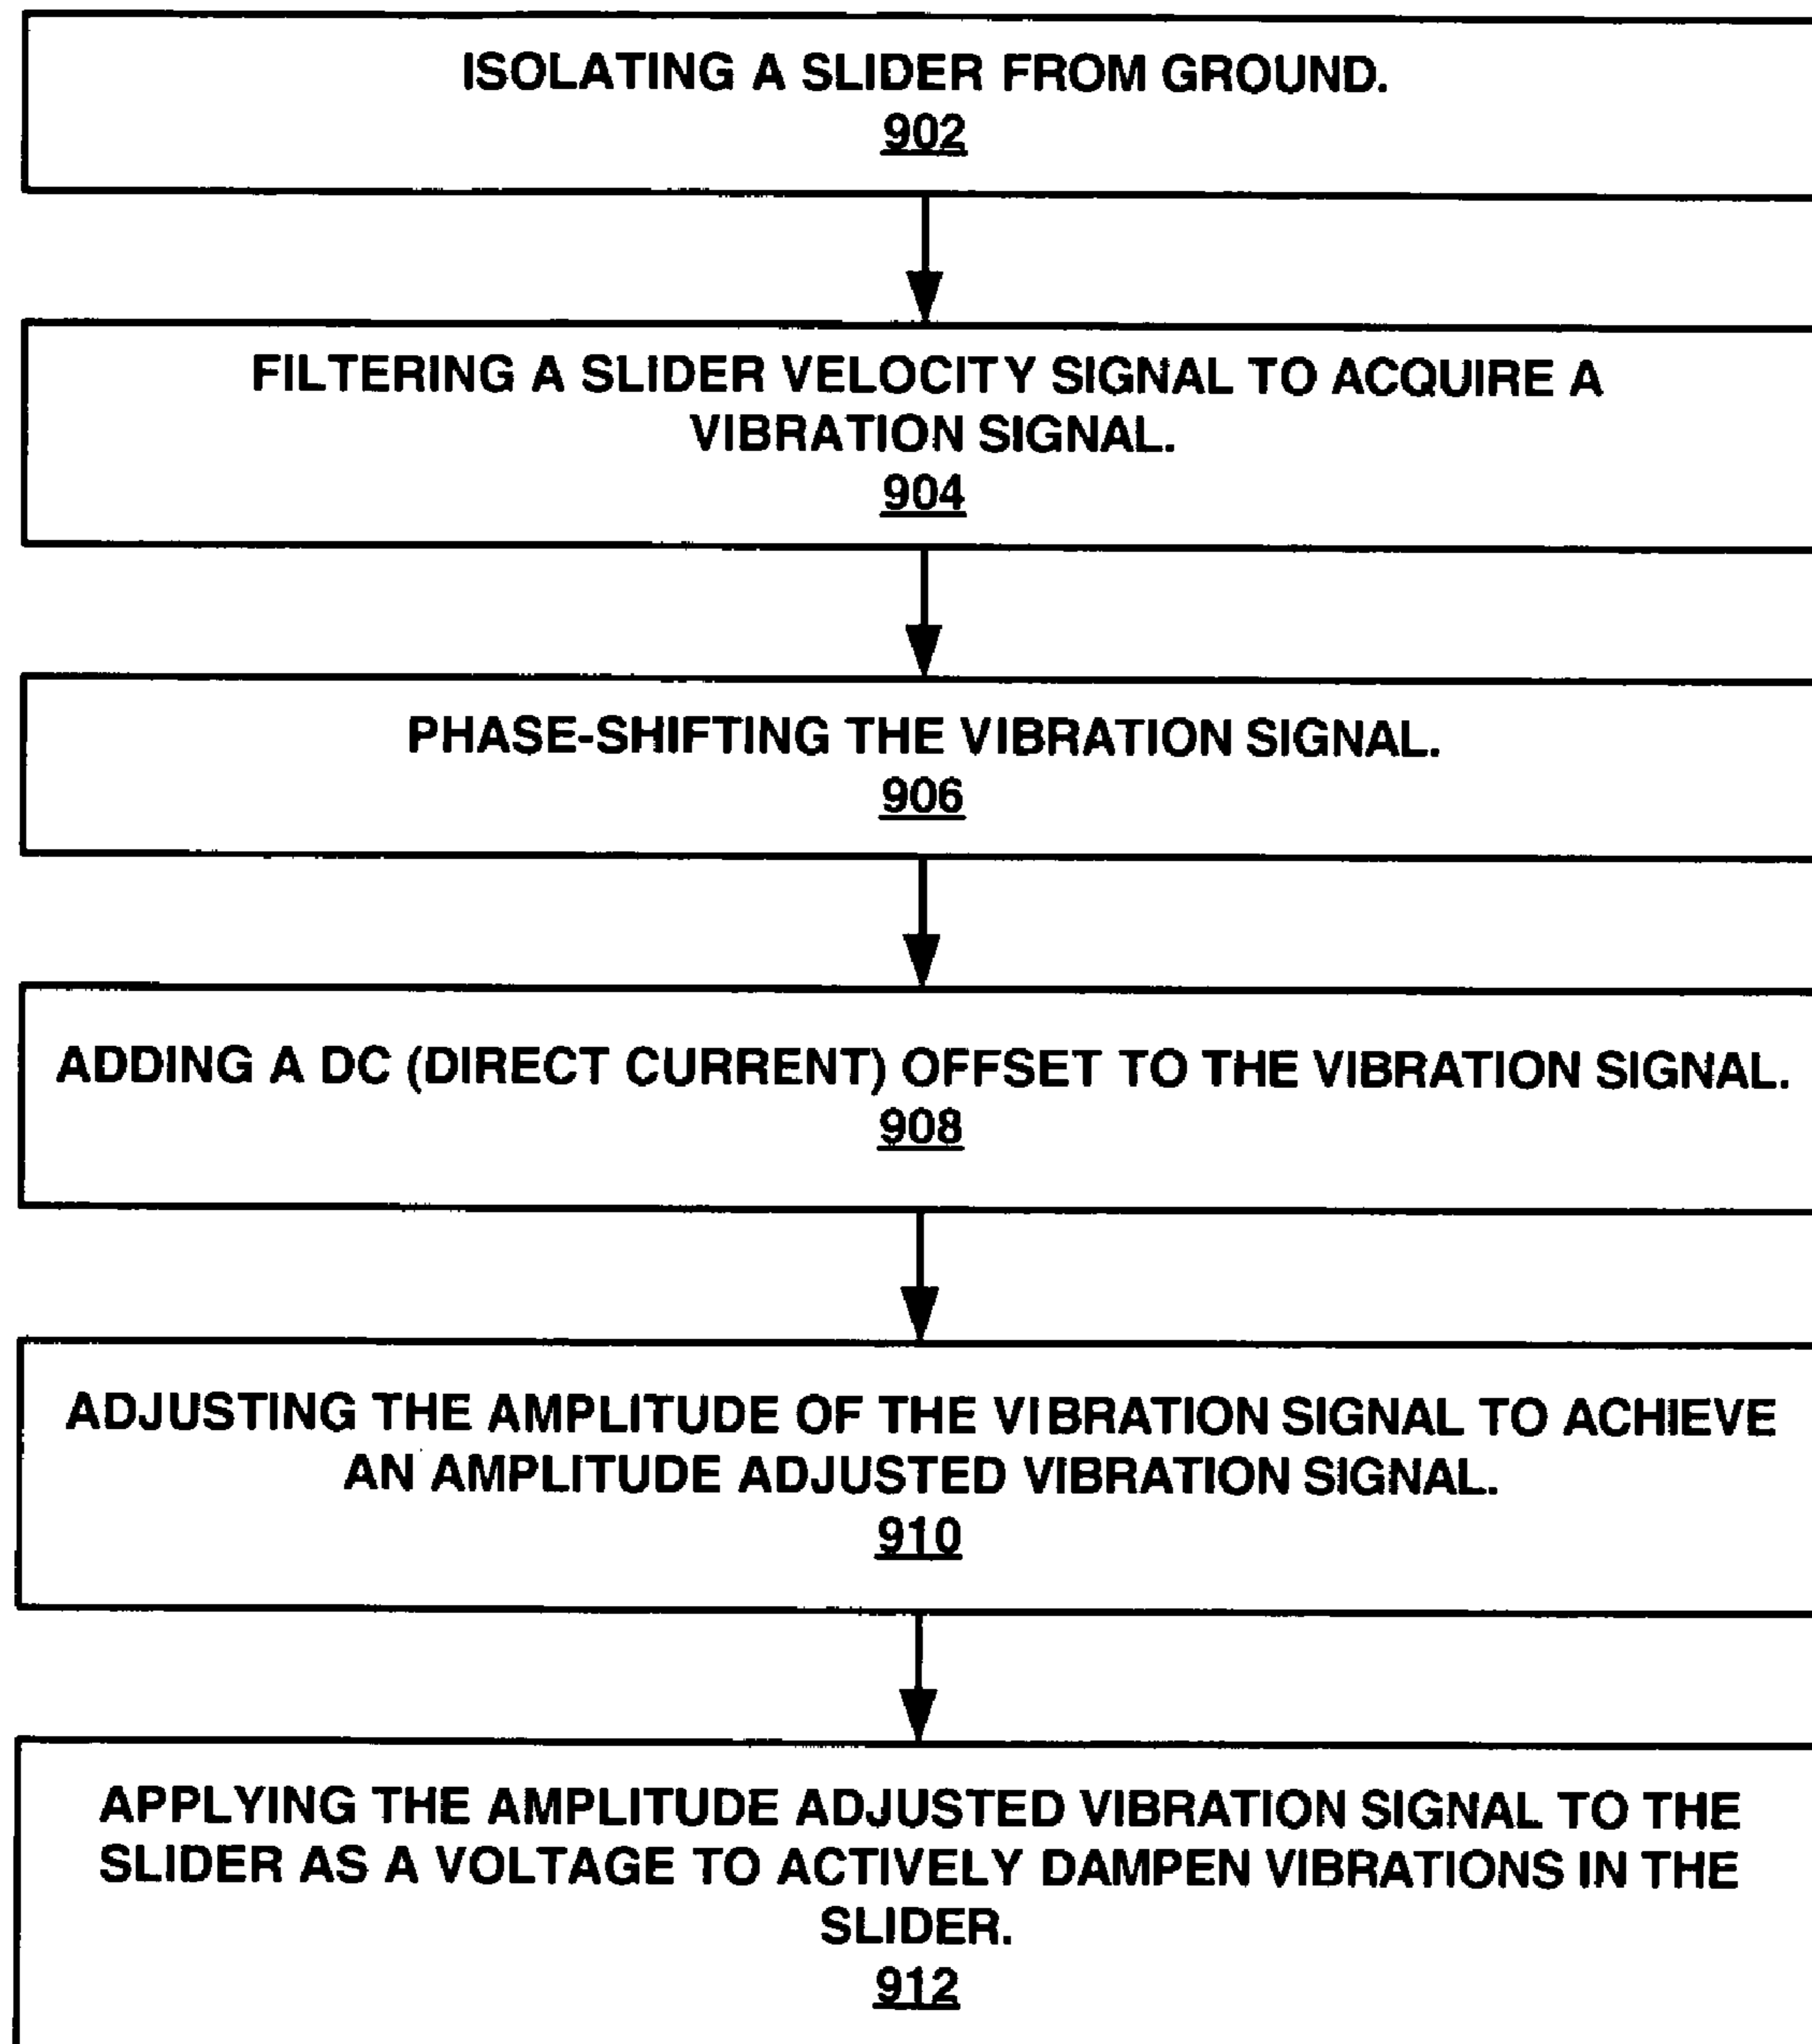 ISOLATING A SLIDER FROM GROUND.
902
FILTERING A SLIDER VELOCITY SIGNAL TO ACQUIRE A
VIBRATION SIGNAL.
904
PHASE-SHIFTING THE VIBRATION SIGNAL.
906
ADDING A DC (DIRECT CURRENT) OFFSET TO THE VIBRATION SIGNAL.
908
ADJUSTING THE AMPLITUDE OF THE VIBRATION SIGNAL TO ACHIEVE
AN AMPLITUDE ADJUSTED VIBRATION SIGNAL.
910
APPLYING THE AMPLITUDE ADJUSTED VIBRATION SIGNAL TO THE
SLIDER AS A VOLTAGE TO ACTIVELY DAMPEN VIBRATIONS IN THE
SLIDER.
912